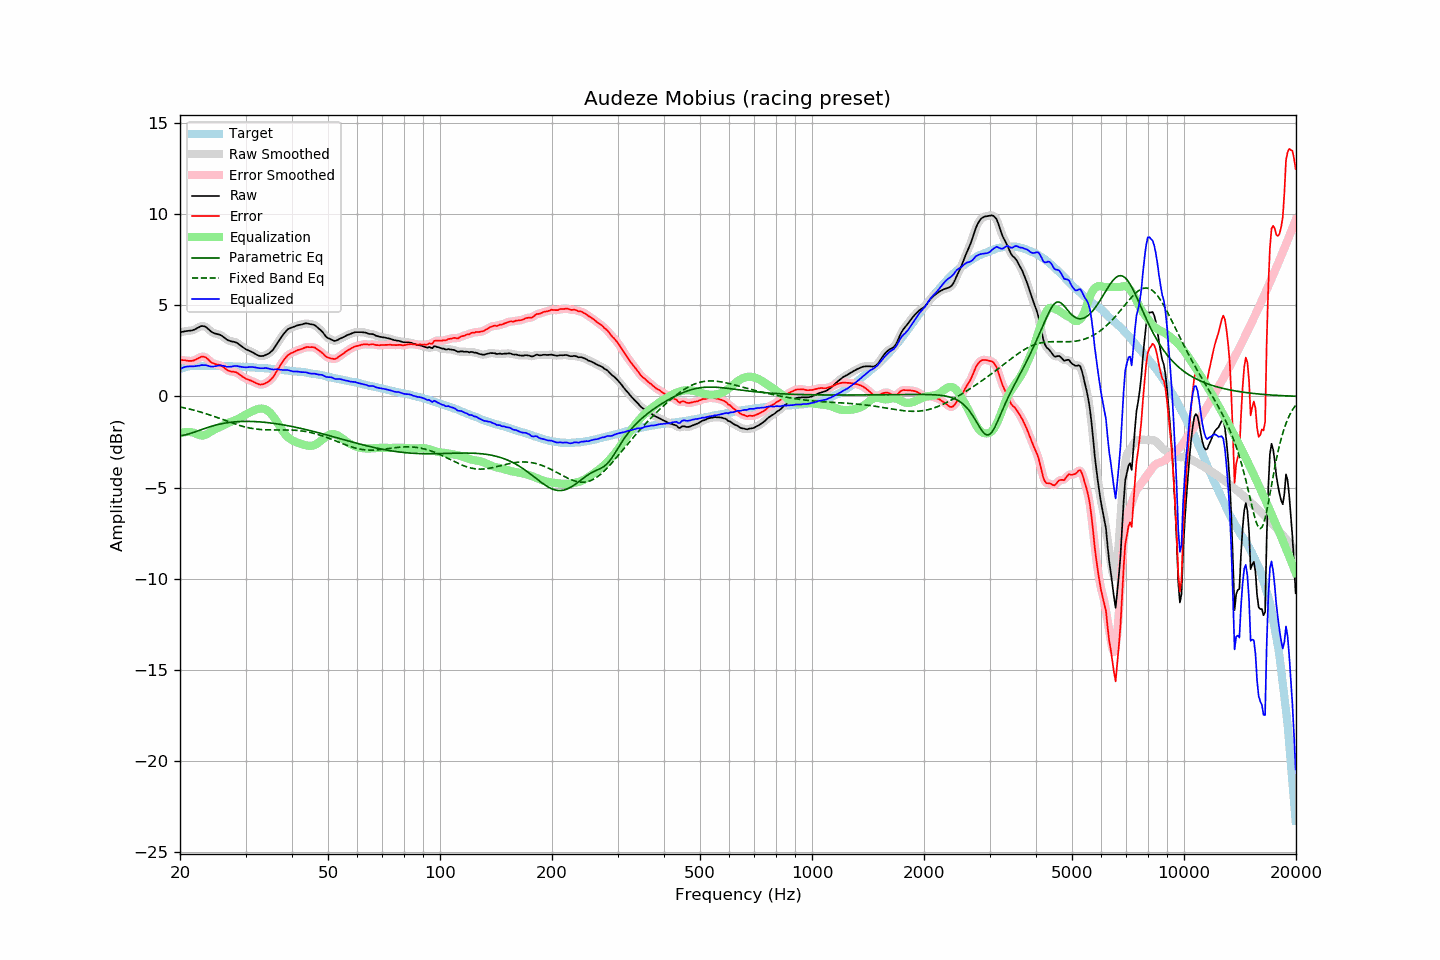 Audeze Mobius (racing preset)
Target
Raw Smoothed
Error Smoothed
Raw
Error
Equalization
Parametric Eq
Fixed Band Eq
Equalized
15
10
5
0
−5
−10
−15
−20
−25
Amplitude (dBr)
20 50 100 200 500 1000 2000 5000 10000 20000
Frequency (Hz)